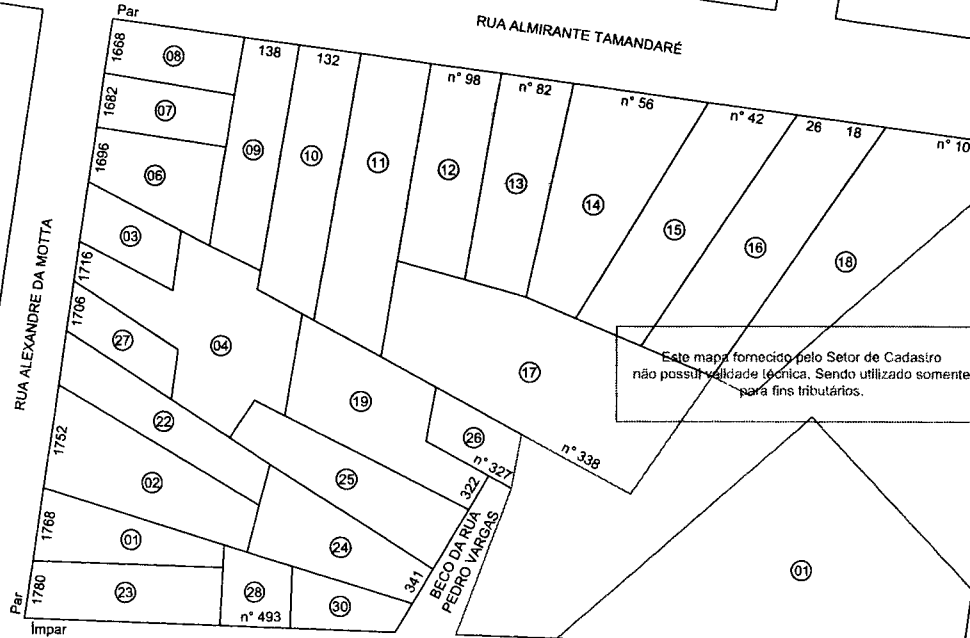 Par
RUA ALMIRANTE TAMANDARÉ
1668
08
138
132
n° 98
n° 82
n° 56
n° 42
26
18
n° 10
1682
07
1696
06
09
10
11
12
13
14
15
16
18
03
1716
RUA ALEXANDRE DA MOTTA
1706
27
04
17
Este mapa fornecido pelo Setor de Cadastro
não possui validade técnica. Sendo utilizado somente
para fins tributários.
19
22
26
1752
n° 327
n° 338
02
25
322
1768
01
24
341
BECO DA RUA
PEDRO VARGAS
01
1780
23
28
n° 493
30
Par
Ímpar